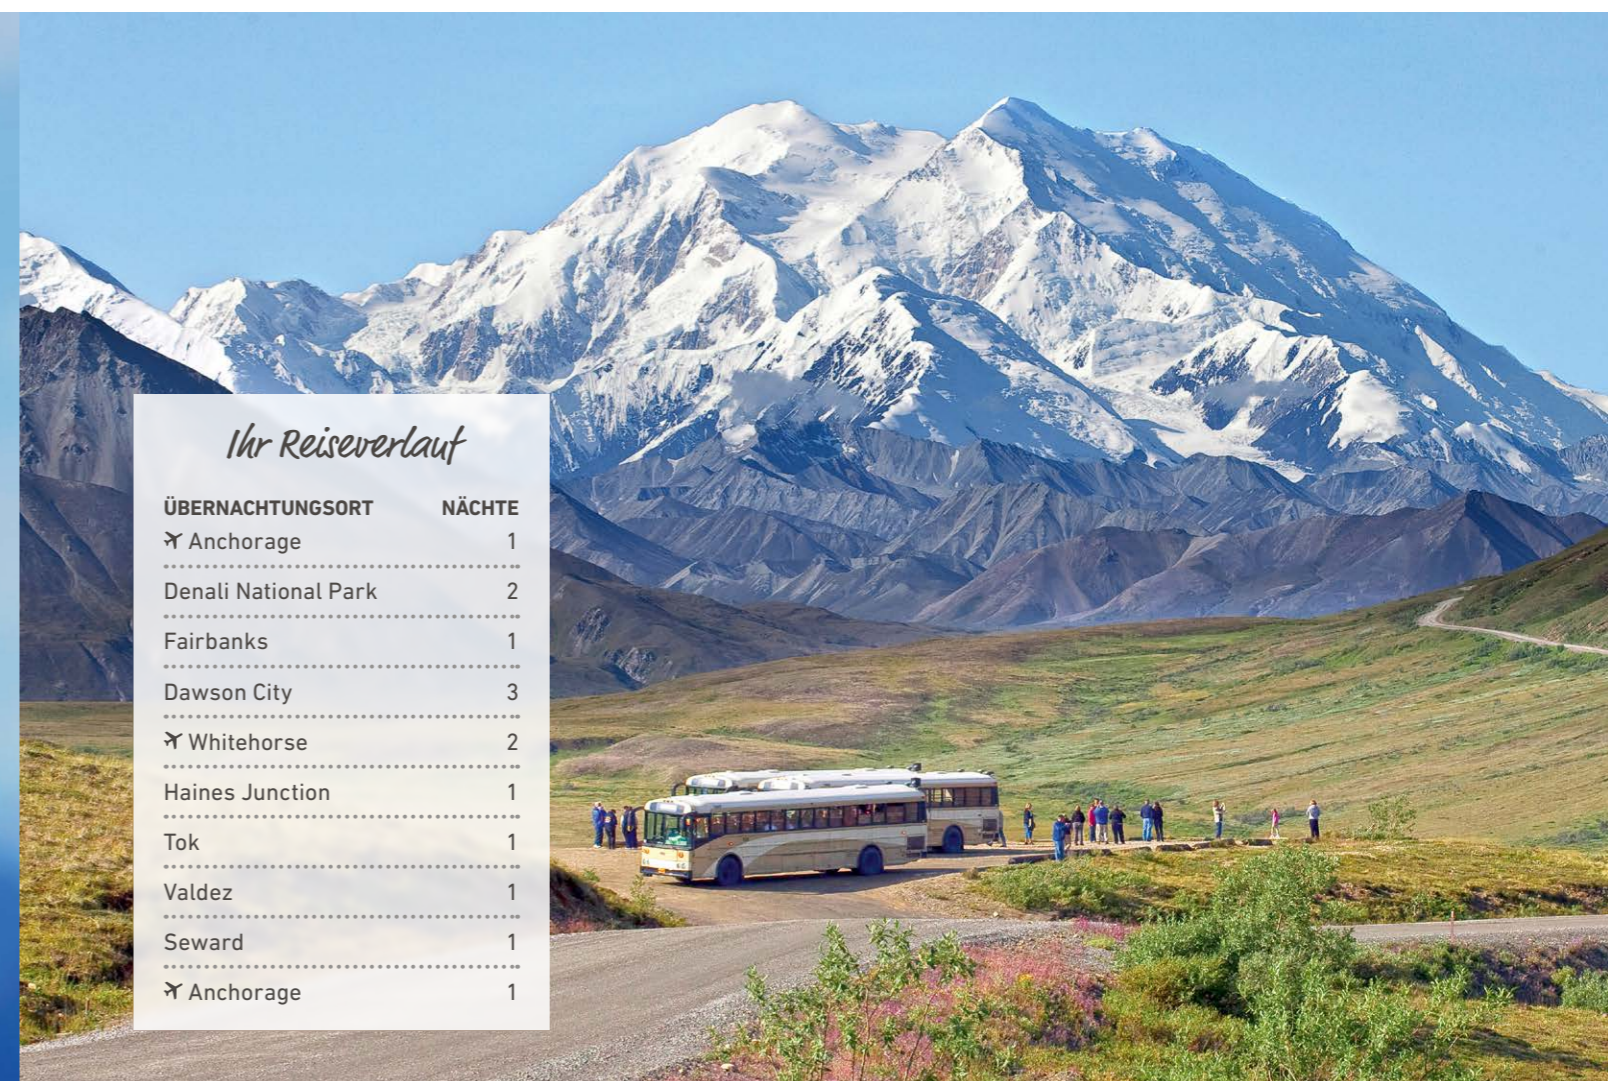 Ihr Reiseverlauf
ÜBERNACHTUNGSORT NÄCHTE
Anchorage 1
Denali National Park 2
Fairbanks 1
Dawson City 3
Whitehorse 2
Haines Junction 1
Tok 1
Valdez 1
Seward 1
Anchorage 1